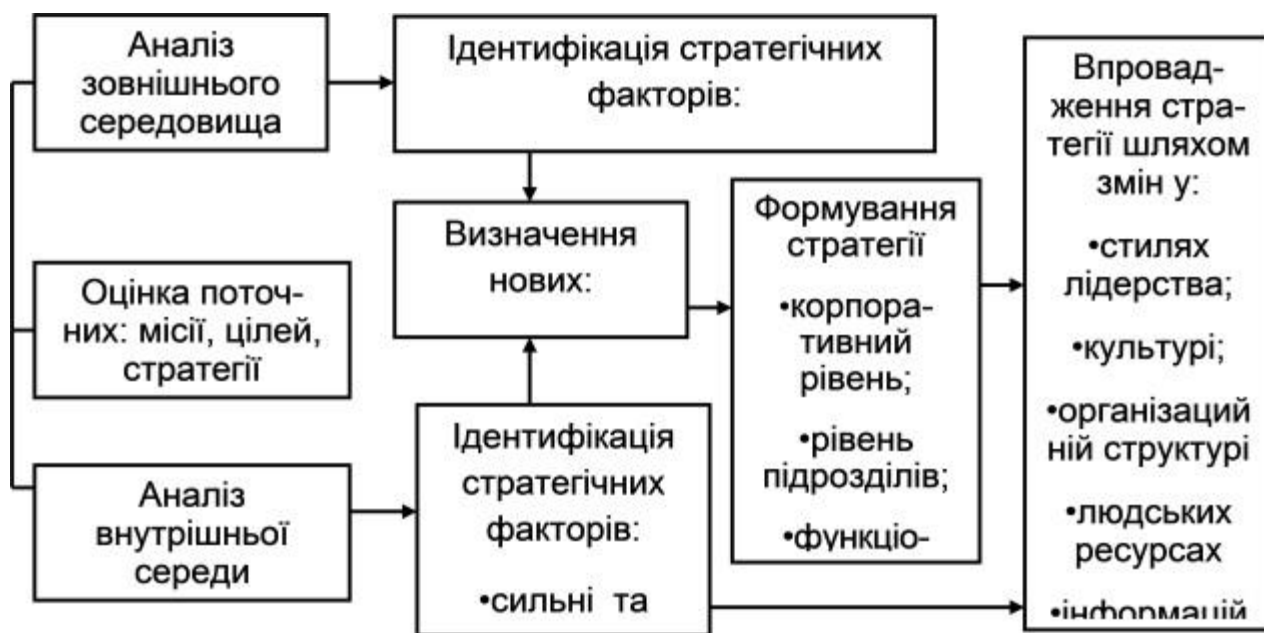 Аналіз
зовнішнього
середовища
Ідентифікація стратегічних
факторів:
Впровад-
ження стра-
тегії шляхом
змін у:
•стилях
лідерства;
•культурі;
•організаций
ній структурі
•людських
ресурсах
•інформацій
Визначення
нових:
Формування
стратегії
•корпора-
тивний
рівень;
•рівень
підрозділів;
•функціо-
Оцінка поточ-
них: місії, цілей,
стратегії
Ідентифікація
стратегічних
факторів:
•сильні та
Аналіз
внутрішньої
середи